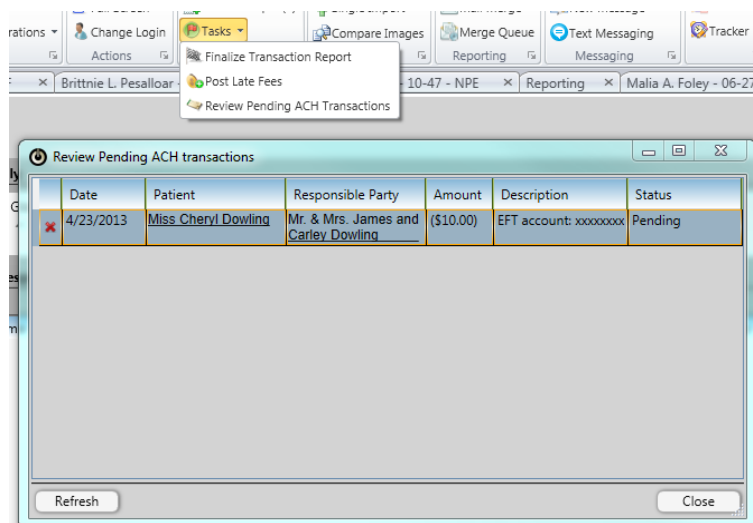 rations Change Login Tasks Compare Images Merge Queue Text Messaging Tracker
Actions Reporting Messaging
Finalize Transaction Report
Post Late Fees
Review Pending ACH Transactions
Brittnie L. Pesalloar - 10-47 - NPE Reporting Malia A. Foley - 06-27
Review Pending ACH transactions
Date Patient Responsible Party Amount Description Status
4/23/2013 Miss Cheryl Dowling Mr. & Mrs. James and ($10.00) EFT account: xxxxxxxx Pending
Carley Dowling
Refresh Close